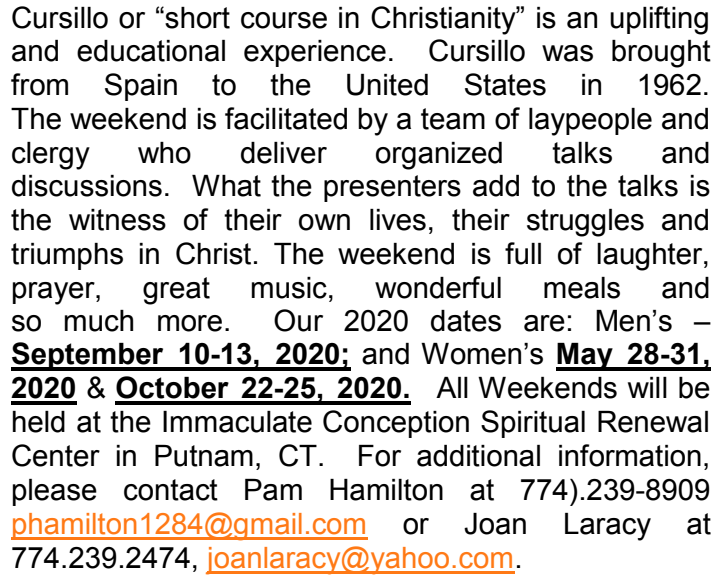 Cursillo or “short course in Christianity” is an uplifting
and educational experience. Cursillo was brought
from Spain to the United States in 1962.
The weekend is facilitated by a team of laypeople and
clergy who deliver organized talks and
discussions. What the presenters add to the talks is
the witness of their own lives, their struggles and
triumphs in Christ. The weekend is full of laughter,
prayer, great music, wonderful meals and
so much more. Our 2020 dates are: Men’s –
September 10-13, 2020; and Women’s May 28-31,
2020 & October 22-25, 2020. All Weekends will be
held at the Immaculate Conception Spiritual Renewal
Center in Putnam, CT. For additional information,
please contact Pam Hamilton at 774).239-8909
phamilton1284@gmail.com or Joan Laracy at
774.239.2474, joanlaracy@yahoo.com.